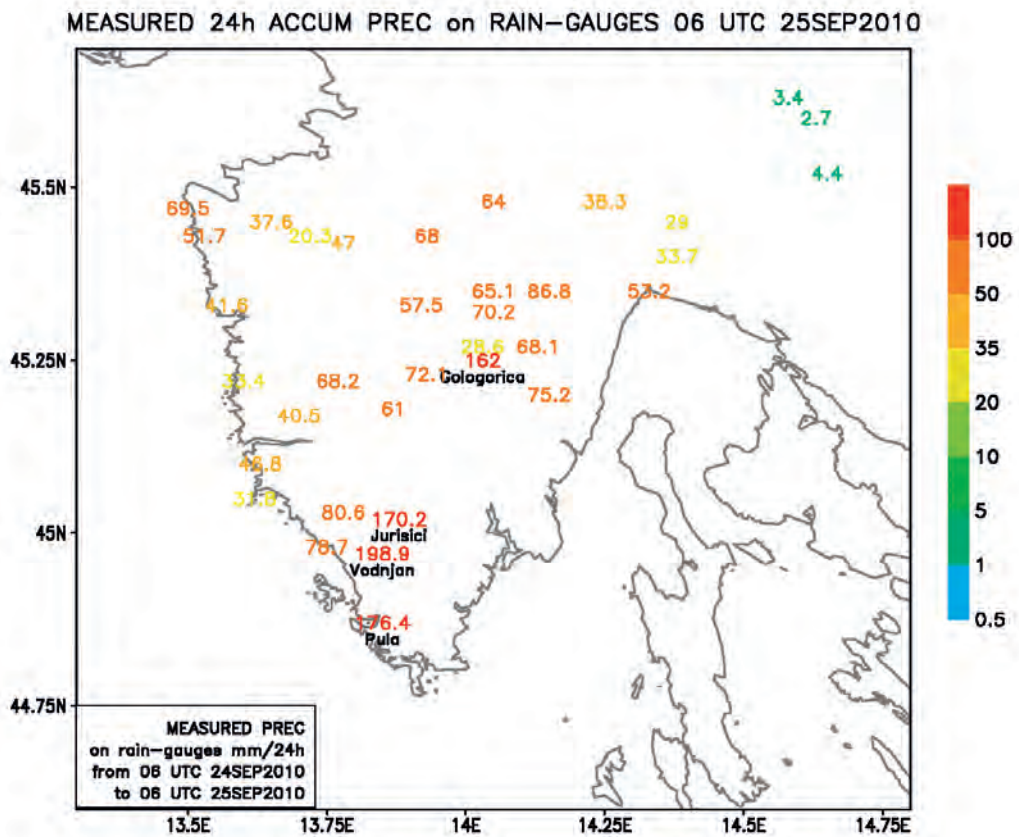 MEASURED 24h ACCUM PREC on RAIN-GAUGES 06 UTC 25SEP2010
3.4
2.7
4.4
45.5N
69.5
37.6
64
38.3
29
51.7
20.3
47
68
33.7
41.6
57.5
65.1
86.8
70.2
45.25N
28.6
68.1
162
Gologorica
33.4
68.2
72.1
75.2
40.5
61
45N
80.6
170.2
Jurisici
78.7
198.9
Vodnjan
176.4
Pula
44.75N
MEASURED PREC
on rain-gauges mm/24h
from 06 UTC 24SEP2010
to 06 UTC 25SEP2010
13.5E
13.75E
14E
14.25E
14.5E
14.75E
100
50
35
20
10
5
1
0.5